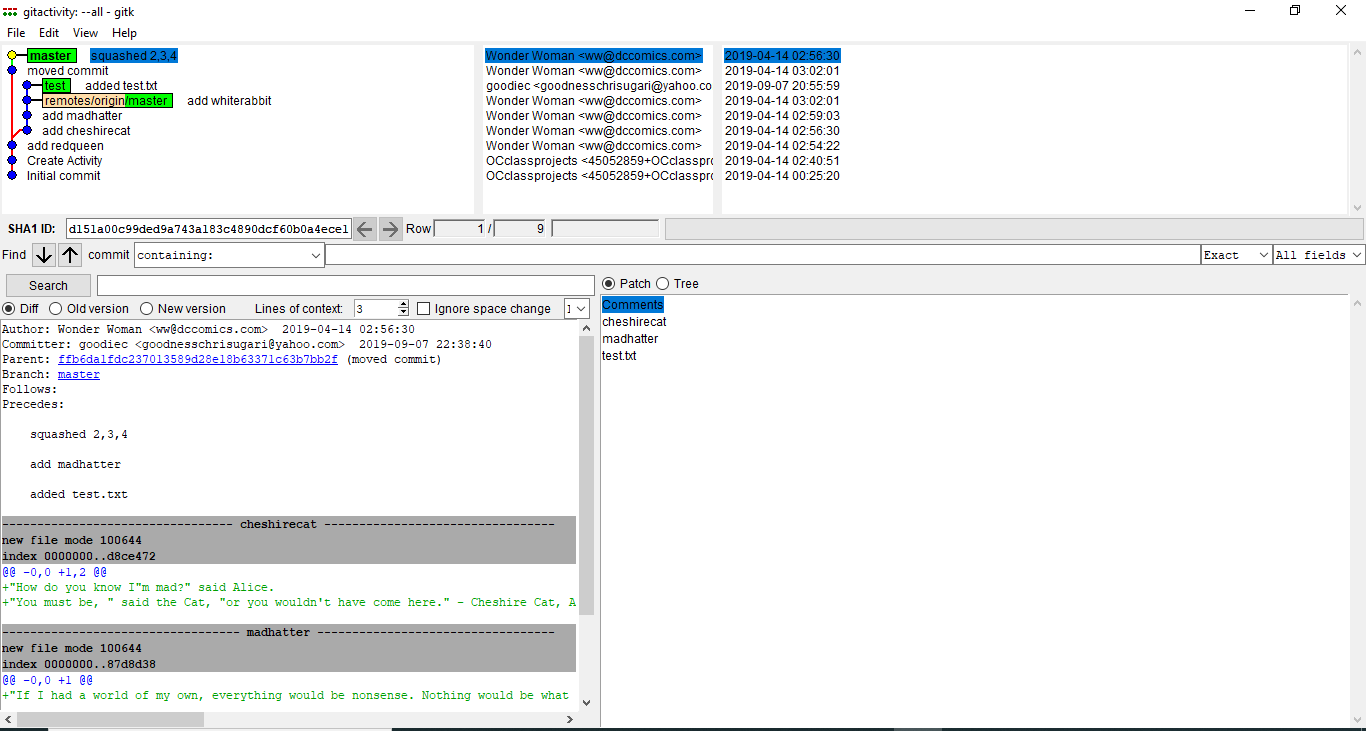 gitactivity: --all - gitk
File Edit View Help
master squashed 2,3,4 Wonder Woman <ww@dccomics.com> 2019-04-14 02:56:30
moved commit Wonder Woman <ww@dccomics.com> 2019-04-14 03:02:01
test added test.txt goodiec <goodnesschrisugari@yahoo.co 2019-09-07 20:55:59
remotes/origin/master add whiterabbit Wonder Woman <ww@dccomics.com> 2019-04-14 03:02:01
add madhatter Wonder Woman <ww@dccomics.com> 2019-04-14 02:59:03
add cheshirecat Wonder Woman <ww@dccomics.com> 2019-04-14 02:56:30
add redqueen Wonder Woman <ww@dccomics.com> 2019-04-14 02:54:22
Create Activity OCclassprojects <45052859+OCclasspro 2019-04-14 02:40:51
Initial commit OCclassprojects <45052859+OCclasspro 2019-04-14 00:25:20
SHA1 ID: d151a00c99ded9a743a183c4890dcf60b0a4ece1 Row 1 / 9
Find commit containing: Exact All fields
Search
Patch Tree
Diff Old version New version Lines of context: 3 Ignore space change
Comments
cheshirecat
madhatter
test.txt
Author: Wonder Woman <ww@dccomics.com> 2019-04-14 02:56:30
Committer: goodiec <goodnesschrisugari@yahoo.com> 2019-09-07 22:38:40
Parent: ffb6da1fdc237013589d28e18b63371c63b7bb2f (moved commit)
Branch: master
Follows:
Precedes:
squashed 2,3,4
add madhatter
added test.txt
--------------------------------- cheshirecat ---------------------------------
new file mode 100644
index 0000000..d8ce472
@@ -0,0 +1,2 @@
+"How do you know I"m mad?" said Alice.
+"You must be, " said the Cat, "or you wouldn't have come here." - Cheshire Cat, A
---------------------------------- madhatter ----------------------------------
new file mode 100644
index 0000000..87d8d38
@@ -0,0 +1 @@
+"If I had a world of my own, everything would be nonsense. Nothing would be what